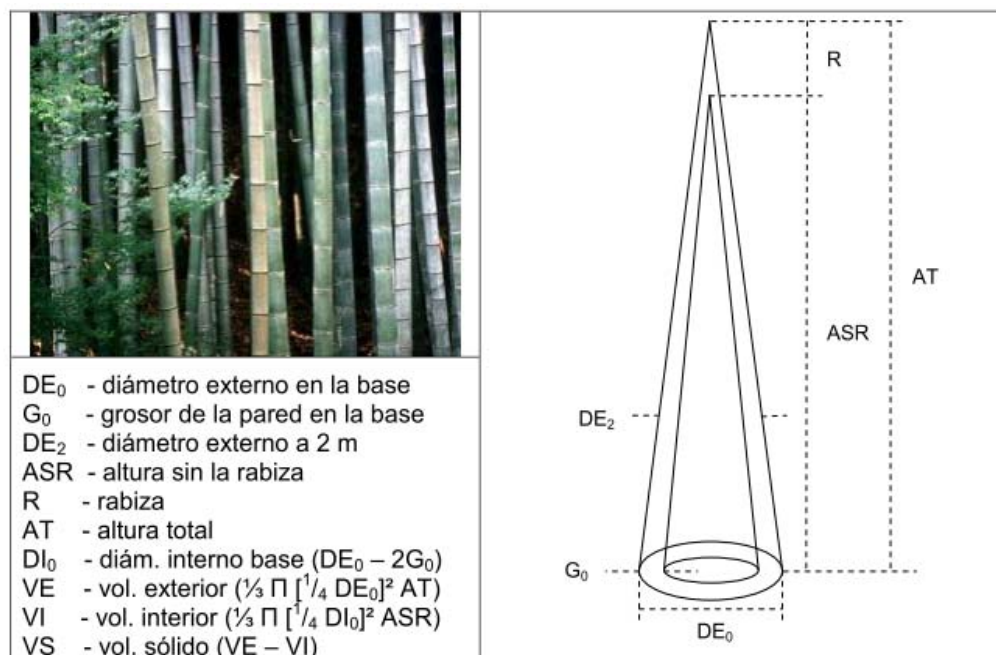 DE₀ - diámetro externo en la base
G₀ - grosor de la pared en la base
DE₂ - diámetro externo a 2 m
ASR - altura sin la rabiza
R - rabiza
AT - altura total
DI₀ - diám. interno base (DE₀ – 2G₀)
VE - vol. exterior (⅓ Π [¹/₄ DE₀]² AT)
VI - vol. interior (⅓ Π [¹/₄ DI₀]² ASR)
VS - vol. sólido (VE – VI)
R
AT
ASR
DE₂
G₀
DE₀